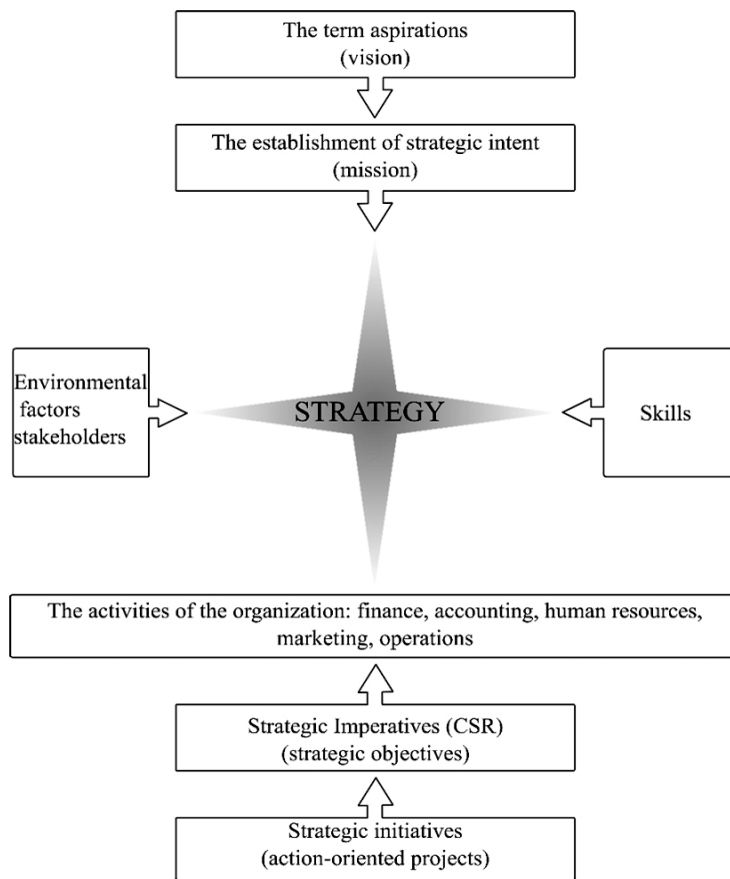 The term aspirations
(vision)
The establishment of strategic intent
(mission)
Environmental
factors
stakeholders
STRATEGY
Skills
The activities of the organization: finance, accounting, human resources,
marketing, operations
Strategic Imperatives (CSR)
(strategic objectives)
Strategic initiatives
(action-oriented projects)